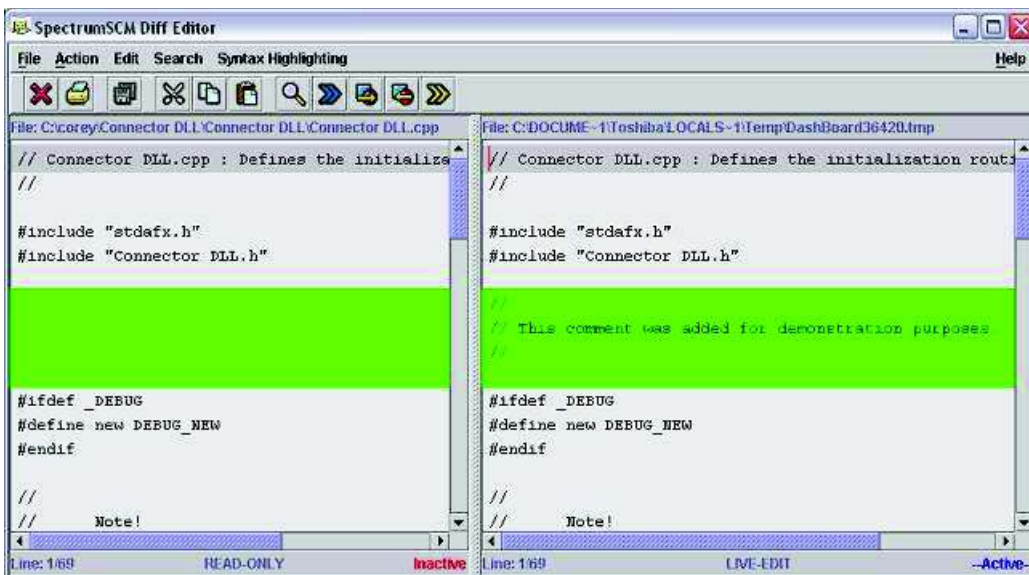 SpectrumSCM Diff Editor
File Action Edit Search Syntax Highlighting Help
File: C:\corey\Connector DLL\Connector DLL\Connector DLL.cpp
// Connector DLL.cpp : Defines the initializa
//
#include "stdafx.h"
#include "Connector DLL.h"
#ifdef _DEBUG
#define new DEBUG_NEW
#endif
//
// Note!
Line: 1/69 READ-ONLY Inactive
File: C:\DOCUME~1\Toshiba\LOCALS~1\Temp\DashBoard36420.tmp
// Connector DLL.cpp : Defines the initialization routi
//
#include "stdafx.h"
#include "Connector DLL.h"
//
// This comment was added for demonstration purposes
//
#ifdef _DEBUG
#define new DEBUG_NEW
#endif
//
// Note!
Line: 1/69 LIVE-EDIT --Active-